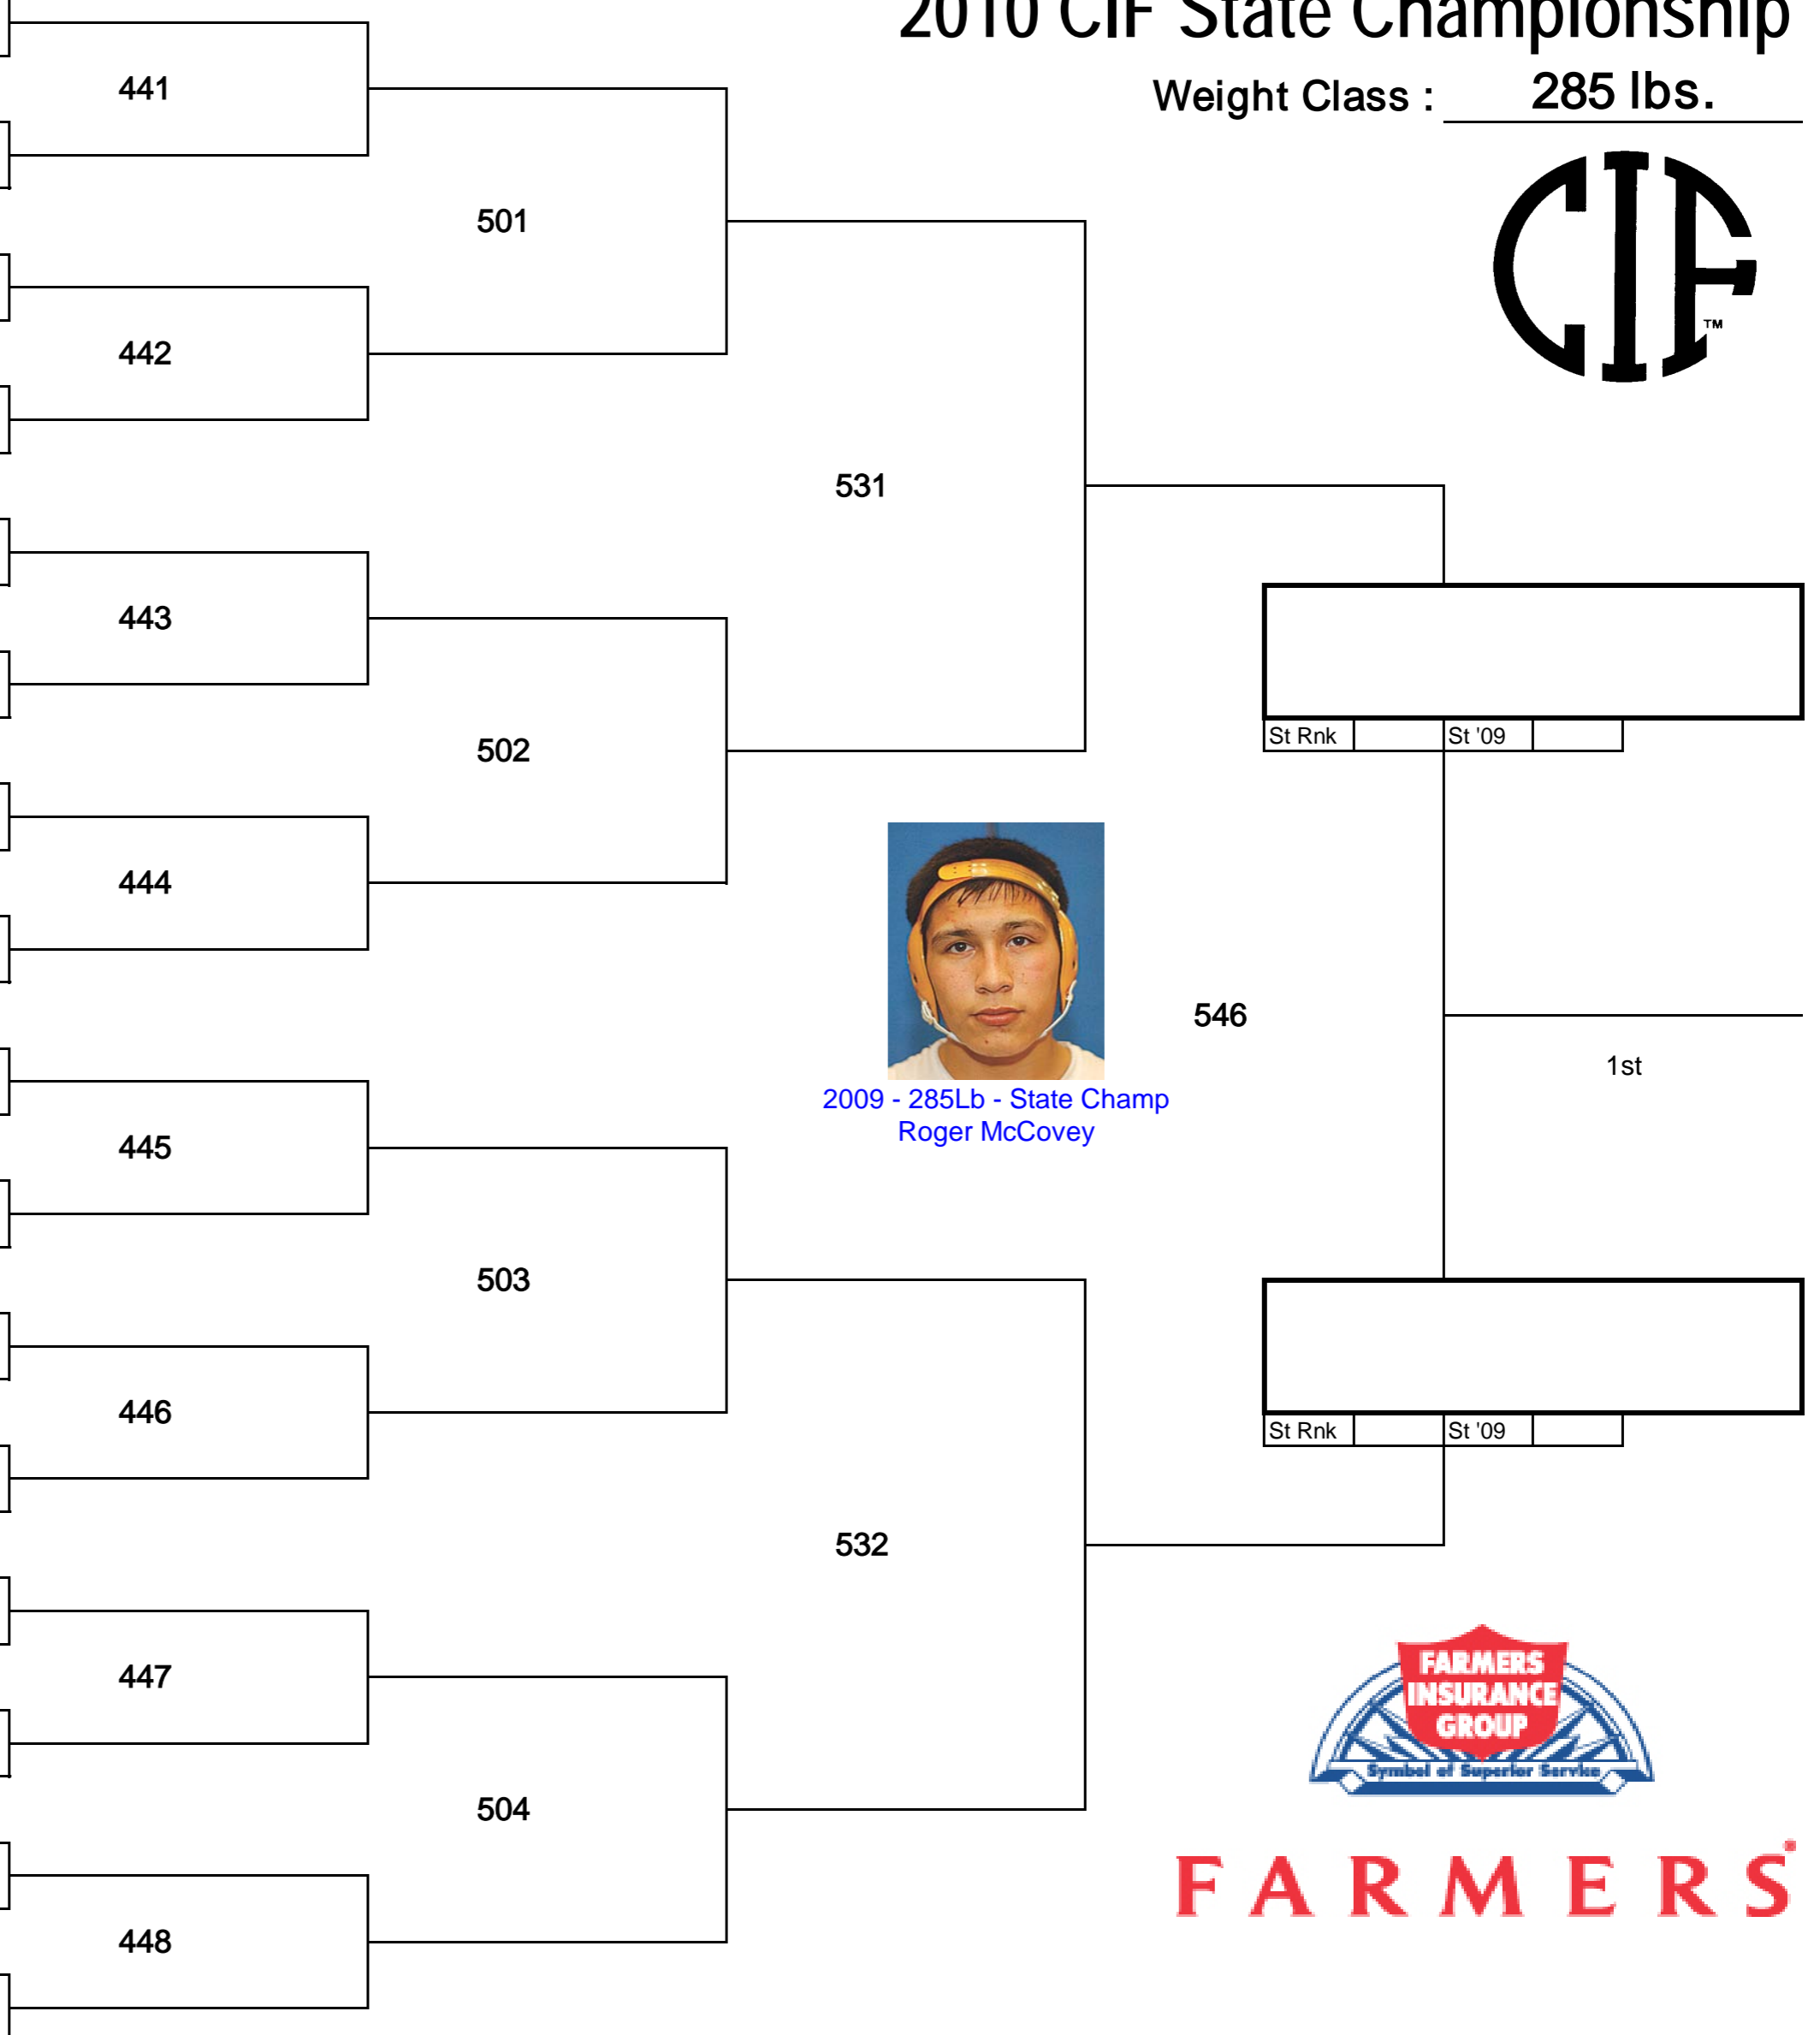 2010 CIF State Championship
Weight Class : 285 lbs.
CIF
TM
441
501
442
531
443
St Rnk St '09
502
444
546
2009 - 285Lb - State Champ
Roger McCovey
1st
445
503
446
St Rnk St '09
532
447
FARMERS
INSURANCE
GROUP
Symbol of Superior Service
504
FARMERS®
448